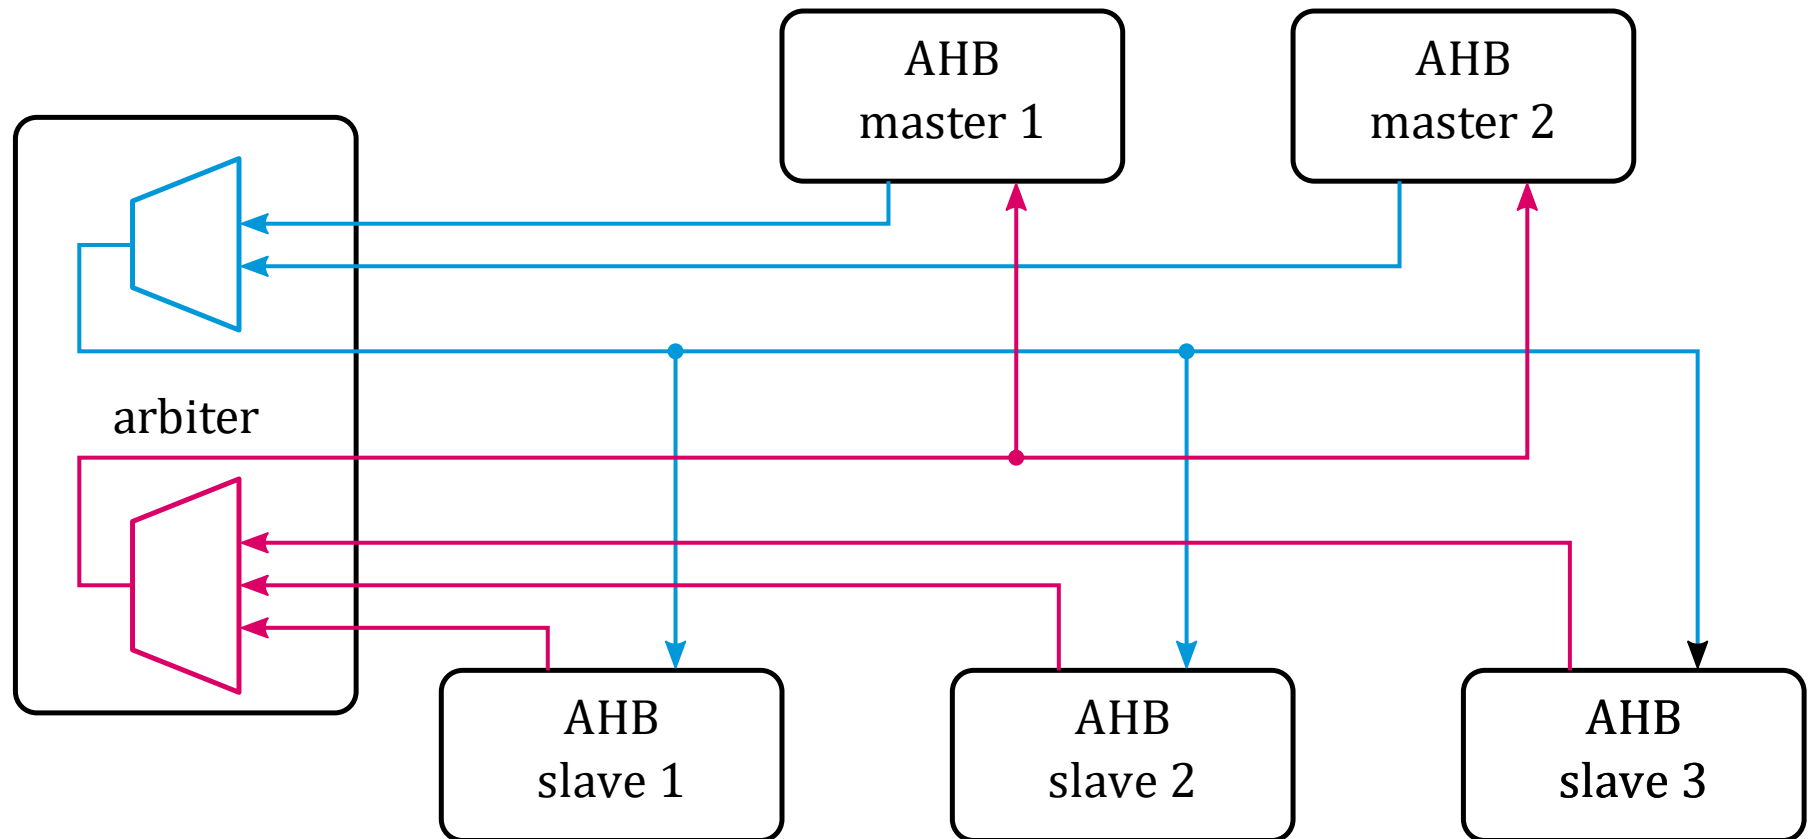 AHB
master 1
AHB
master 2
arbiter
AHB
slave 1
AHB
slave 2
AHB
slave 3